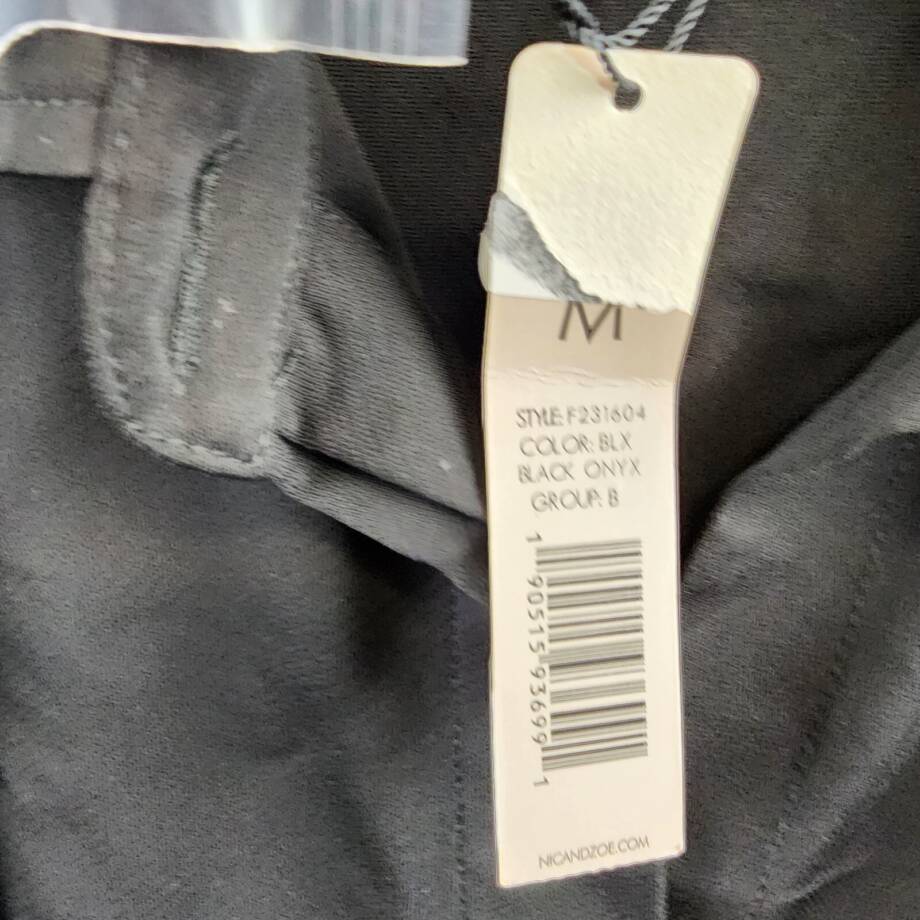 M
STYLE: F231604
COLOR: BLX
BLACK ONYX
GROUP: B
1 90515 93699 1
NICANDZOE.COM